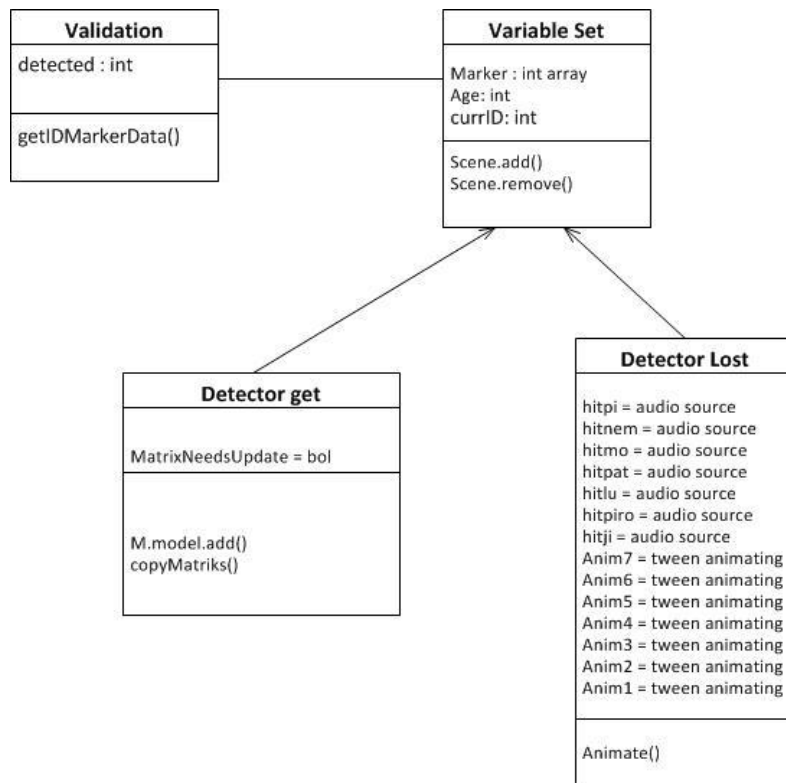 Validation
detected : int
getIDMarkerData()
Variable Set
Marker : int array
Age: int
currID: int
Scene.add()
Scene.remove()
Detector get
MatrixNeedsUpdate = bol
M.model.add()
copyMatriks()
Detector Lost
hitpi = audio source
hitnem = audio source
hitmo = audio source
hitpat = audio source
hitlu = audio source
hitpiro = audio source
hitji = audio source
Anim7 = tween animating
Anim6 = tween animating
Anim5 = tween animating
Anim4 = tween animating
Anim3 = tween animating
Anim2 = tween animating
Anim1 = tween animating
Animate()